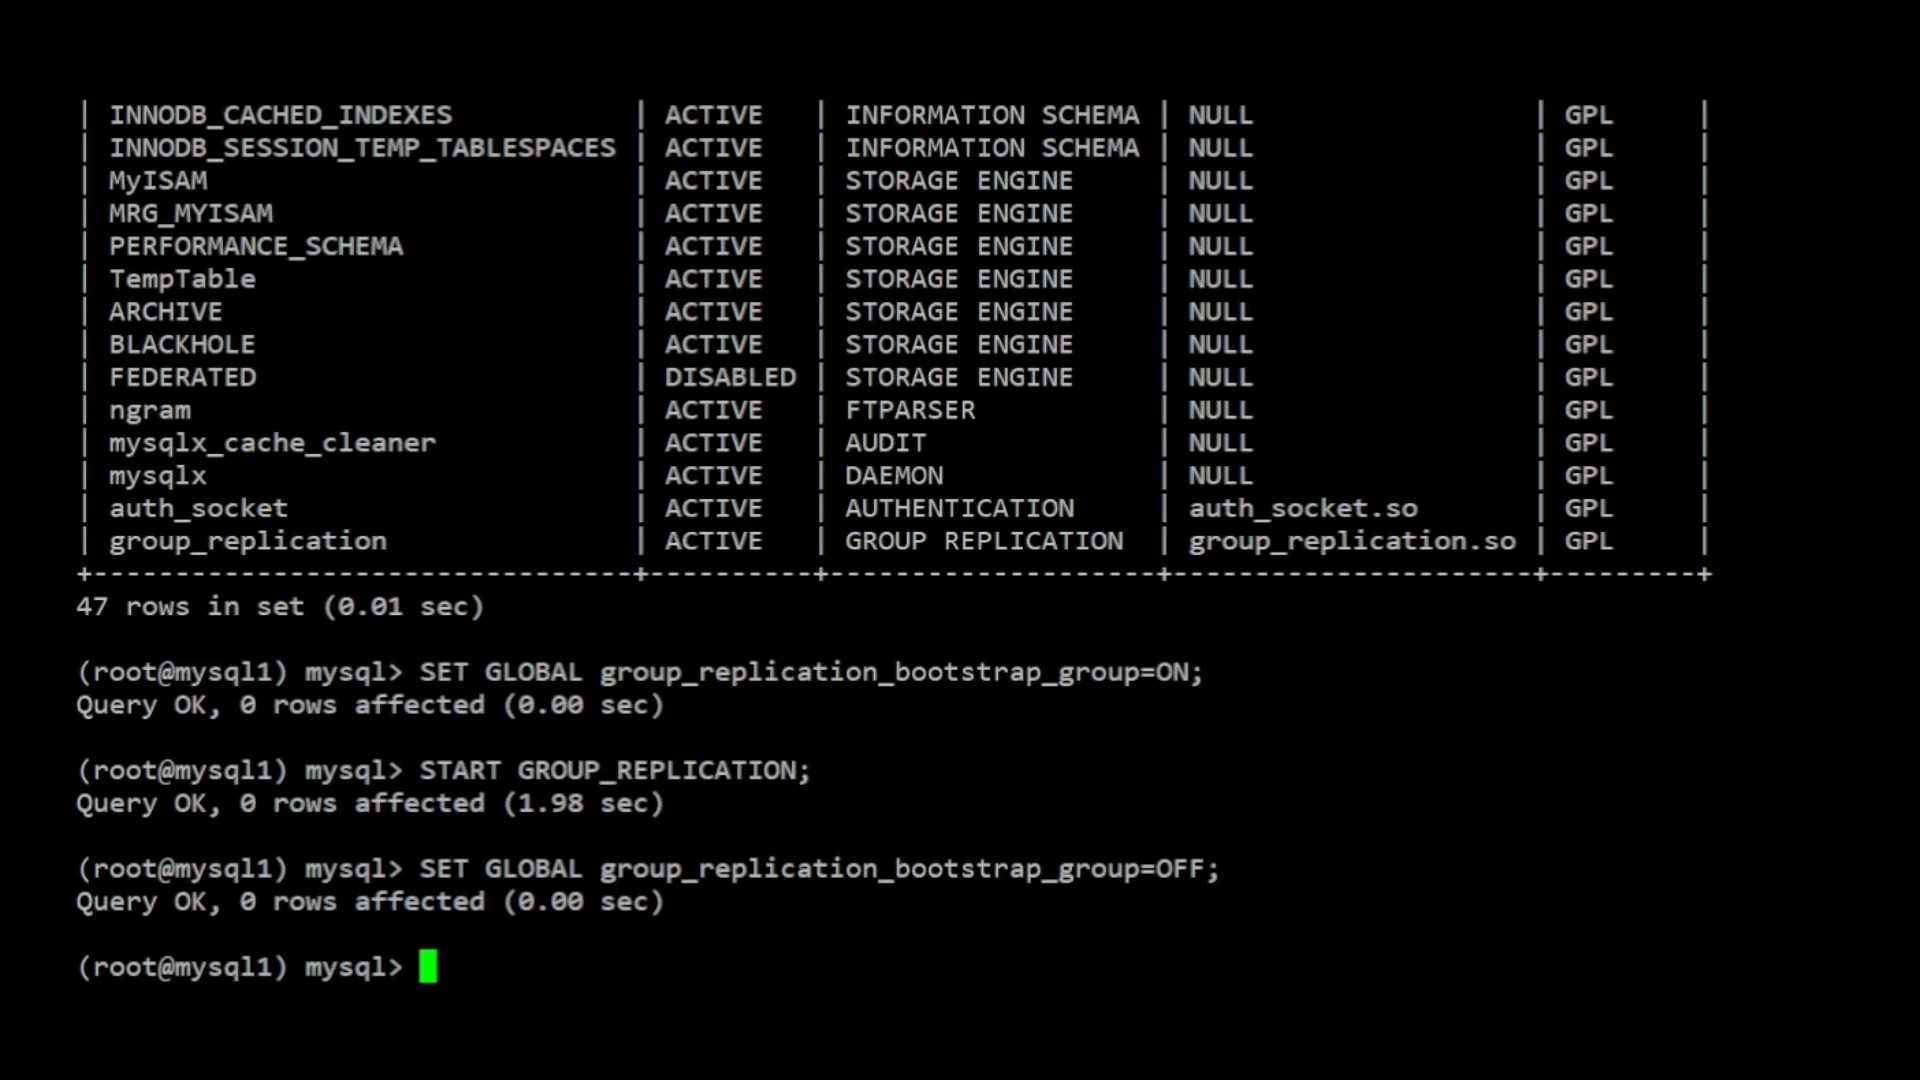 | INNODB_CACHED_INDEXES           | ACTIVE   | INFORMATION SCHEMA | NULL                 | GPL     |
| INNODB_SESSION_TEMP_TABLESPACES | ACTIVE   | INFORMATION SCHEMA | NULL                 | GPL     |
| MyISAM                          | ACTIVE   | STORAGE ENGINE     | NULL                 | GPL     |
| MRG_MYISAM                      | ACTIVE   | STORAGE ENGINE     | NULL                 | GPL     |
| PERFORMANCE_SCHEMA              | ACTIVE   | STORAGE ENGINE     | NULL                 | GPL     |
| TempTable                       | ACTIVE   | STORAGE ENGINE     | NULL                 | GPL     |
| ARCHIVE                         | ACTIVE   | STORAGE ENGINE     | NULL                 | GPL     |
| BLACKHOLE                       | ACTIVE   | STORAGE ENGINE     | NULL                 | GPL     |
| FEDERATED                       | DISABLED | STORAGE ENGINE     | NULL                 | GPL     |
| ngram                           | ACTIVE   | FTPARSER           | NULL                 | GPL     |
| mysqlx_cache_cleaner            | ACTIVE   | AUDIT              | NULL                 | GPL     |
| mysqlx                          | ACTIVE   | DAEMON             | NULL                 | GPL     |
| auth_socket                     | ACTIVE   | AUTHENTICATION     | auth_socket.so       | GPL     |
| group_replication               | ACTIVE   | GROUP REPLICATION  | group_replication.so | GPL     |
+---------------------------------+----------+--------------------+----------------------+---------+
47 rows in set (0.01 sec)
(root@mysql1) mysql> SET GLOBAL group_replication_bootstrap_group=ON;
Query OK, 0 rows affected (0.00 sec)
(root@mysql1) mysql> START GROUP_REPLICATION;
Query OK, 0 rows affected (1.98 sec)
(root@mysql1) mysql> SET GLOBAL group_replication_bootstrap_group=OFF;
Query OK, 0 rows affected (0.00 sec)
(root@mysql1) mysql>